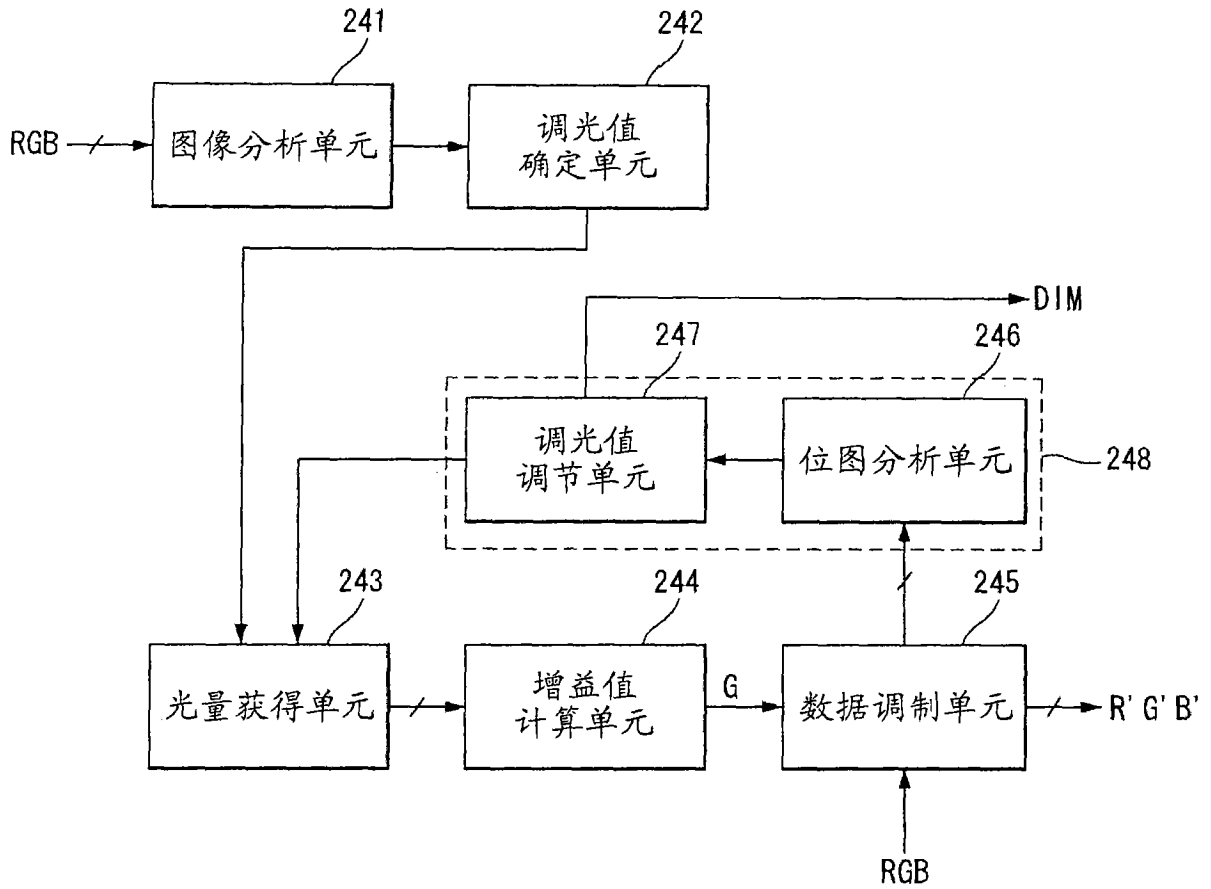 241
242
RGB
图像分析单元
调光值
确定单元
DIM
247
246
调光值
调节单元
位图分析单元
248
243
244
245
光量获得单元
增益值
计算单元
G
数据调制单元
R'G'B'
RGB